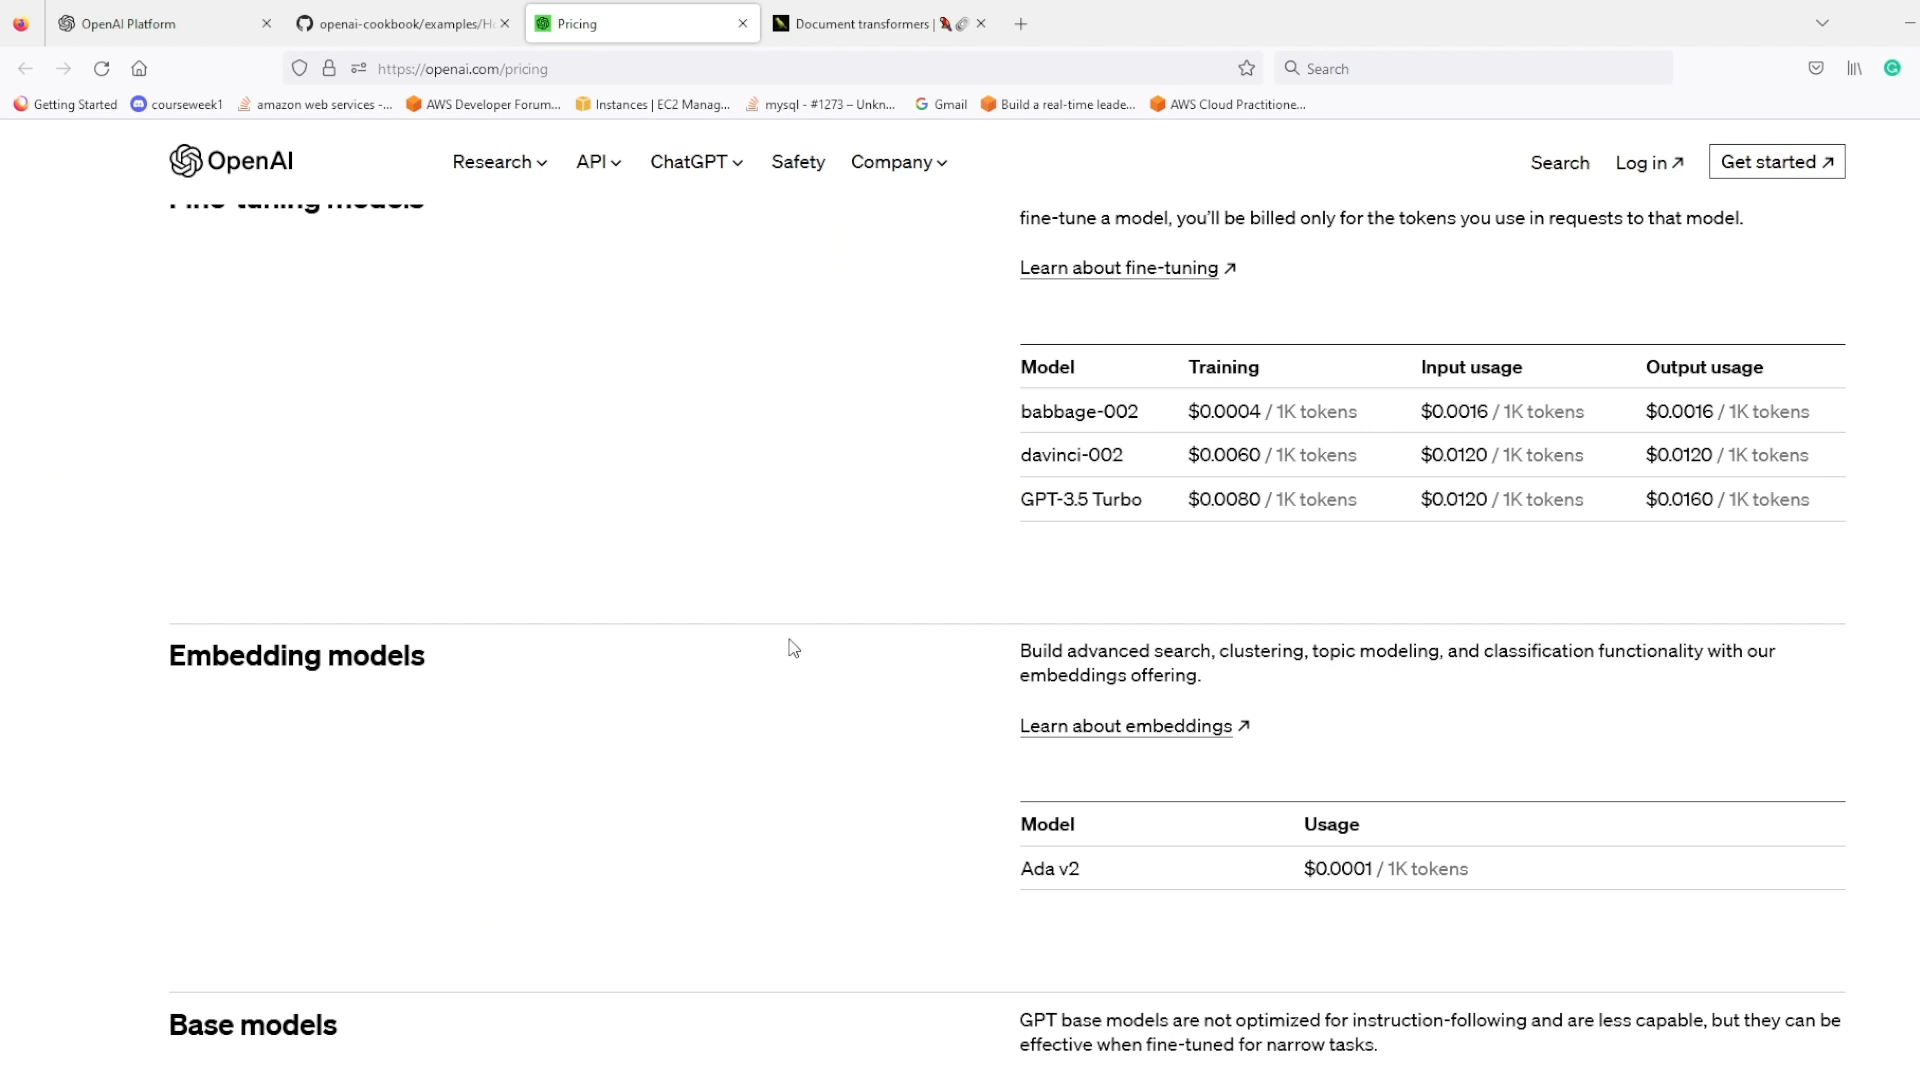 OpenAI Platform
openai-cookbook/examples/Ho
Pricing
Document transformers |
https://openai.com/pricing
Search
Getting Started
courseweek1
amazon web services -...
AWS Developer Forum...
Instances | EC2 Manag...
mysql - #1273 – Unkn...
Gmail
Build a real-time leade...
AWS Cloud Practitione...
OpenAI
Research
API
ChatGPT
Safety
Company
Search
Log in ↗
Get started ↗
Fine-tuning models
fine-tune a model, you’ll be billed only for the tokens you use in requests to that model.
Learn about fine-tuning ↗
Model Training Input usage Output usage
babbage-002 $0.0004 / 1K tokens $0.0016 / 1K tokens $0.0016 / 1K tokens
davinci-002 $0.0060 / 1K tokens $0.0120 / 1K tokens $0.0120 / 1K tokens
GPT-3.5 Turbo $0.0080 / 1K tokens $0.0120 / 1K tokens $0.0160 / 1K tokens
Embedding models
Build advanced search, clustering, topic modeling, and classification functionality with our
embeddings offering.
Learn about embeddings ↗
Model Usage
Ada v2 $0.0001 / 1K tokens
Base models
GPT base models are not optimized for instruction-following and are less capable, but they can be
effective when fine-tuned for narrow tasks.